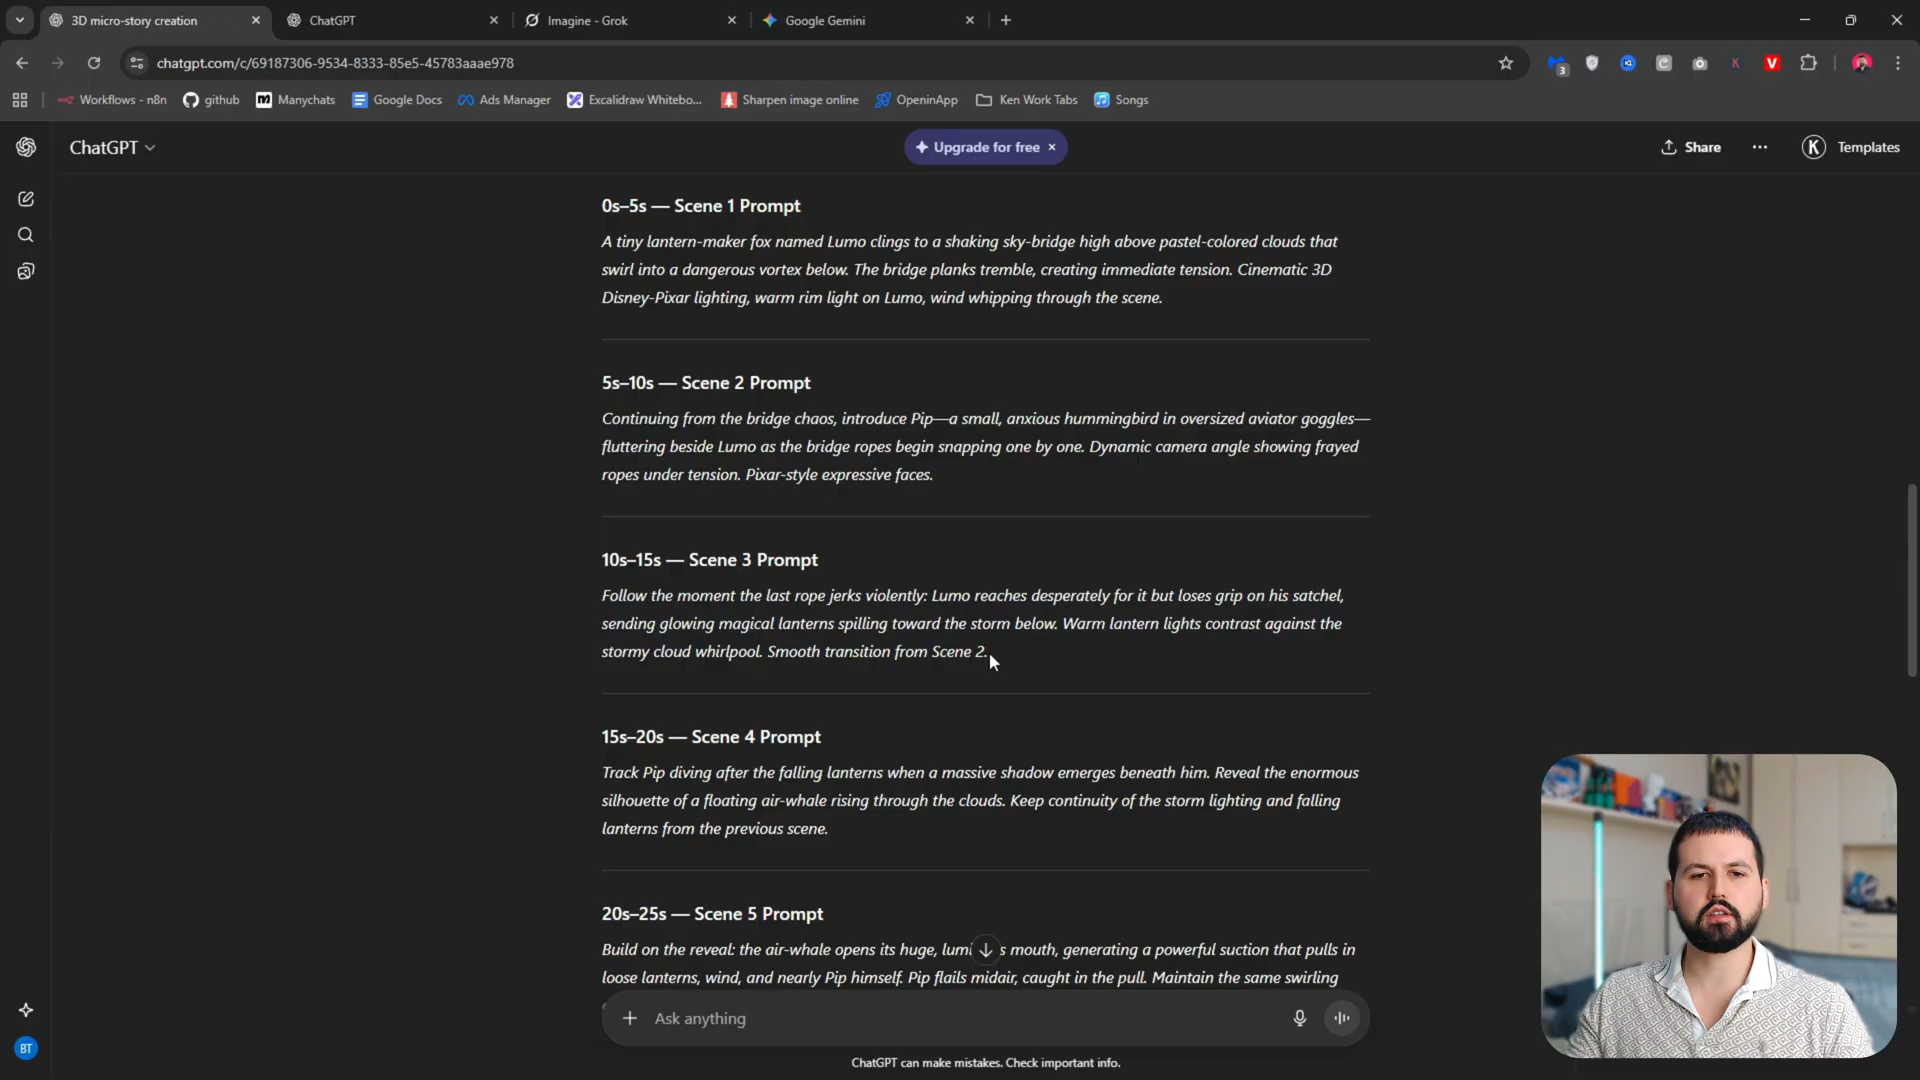 3D micro-story creation
ChatGPT
Imagine - Grok
Google Gemini
chatgpt.com/c/69187306-9534-8333-85e5-45783aaae978
3
K
V
Workflows - n8n
github
Manychats
Google Docs
Ads Manager
Excalidraw Whitebo...
Sharpen image online
OpeninApp
Ken Work Tabs
Songs
ChatGPT
Upgrade for free
Share
K
Templates
0s–5s — Scene 1 Prompt
A tiny lantern-maker fox named Lumo clings to a shaking sky-bridge high above pastel-colored clouds that
swirl into a dangerous vortex below. The bridge planks tremble, creating immediate tension. Cinematic 3D
Disney-Pixar lighting, warm rim light on Lumo, wind whipping through the scene.
5s–10s — Scene 2 Prompt
Continuing from the bridge chaos, introduce Pip—a small, anxious hummingbird in oversized aviator goggles—
fluttering beside Lumo as the bridge ropes begin snapping one by one. Dynamic camera angle showing frayed
ropes under tension. Pixar-style expressive faces.
10s–15s — Scene 3 Prompt
Follow the moment the last rope jerks violently: Lumo reaches desperately for it but loses grip on his satchel,
sending glowing magical lanterns spilling toward the storm below. Warm lantern lights contrast against the
stormy cloud whirlpool. Smooth transition from Scene 2.
15s–20s — Scene 4 Prompt
Track Pip diving after the falling lanterns when a massive shadow emerges beneath him. Reveal the enormous
silhouette of a floating air-whale rising through the clouds. Keep continuity of the storm lighting and falling
lanterns from the previous scene.
20s–25s — Scene 5 Prompt
Build on the reveal: the air-whale opens its huge, lumi s mouth, generating a powerful suction that pulls in
loose lanterns, wind, and nearly Pip himself. Pip flails midair, caught in the pull. Maintain the same swirling
Ask anything
BT
ChatGPT can make mistakes. Check important info.